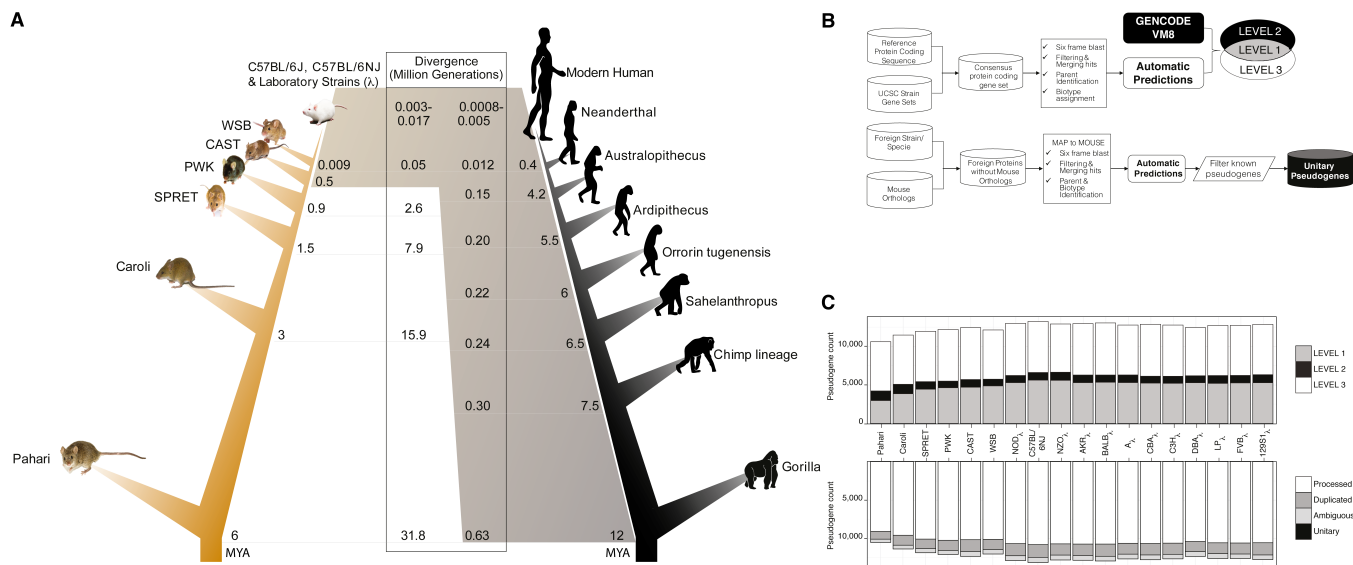 A
C57BL/6J, C57BL/6NJ
& Laboratory Strains (λ)
Divergence
(Million Generations)
0.003-
0.017
0.0008-
0.005
WSB
CAST
PWK
SPRET
Caroli
Pahari
0.009
0.05
0.012
0.4
0.5
0.15
4.2
0.9
2.6
0.20
5.5
1.5
7.9
0.22
6
3
15.9
0.24
6.5
0.30
7.5
6
31.8
0.63
12
MYA
MYA
Modern Human
Neanderthal
Australopithecus
Ardipithecus
Orrorin tugenensis
Sahelanthropus
Chimp lineage
Gorilla
B
Reference
Protein Coding
Sequence
UCSC Strain
Gene Sets
Consensus
protein coding
gene set
✓ Six frame blast
✓ Filtering &
Merging hits
✓ Parent
Identification
✓ Biotype
assignment
GENCODE
VM8
Automatic
Predictions
LEVEL 2
LEVEL 1
LEVEL 3
Foreign Strain/
Specie
Mouse
Orthologs
Foreign Proteins
without Mouse
Orthologs
MAP to MOUSE
✓ Six frame blast
✓ Filtering &
Merging hits
✓ Parent &
Biotype
Identification
Automatic
Predictions
Filter known
pseudogenes
Unitary
Pseudogenes
C
Pseudogene count
10,000
5,000
0
LEVEL 1
LEVEL 2
LEVEL 3
Pahari
Caroli
SPRET
PWK
CAST
WSB
NODλ
C57BL/
6NJ
NZOλ
AKRλ
BALBλ
Aλ
CBAλ
C3Hλ
DBAλ
LPλ
FVBλ
129S1λ
Pseudogene count
5,000
10,000
Processed
Duplicated
Ambiguous
Unitary